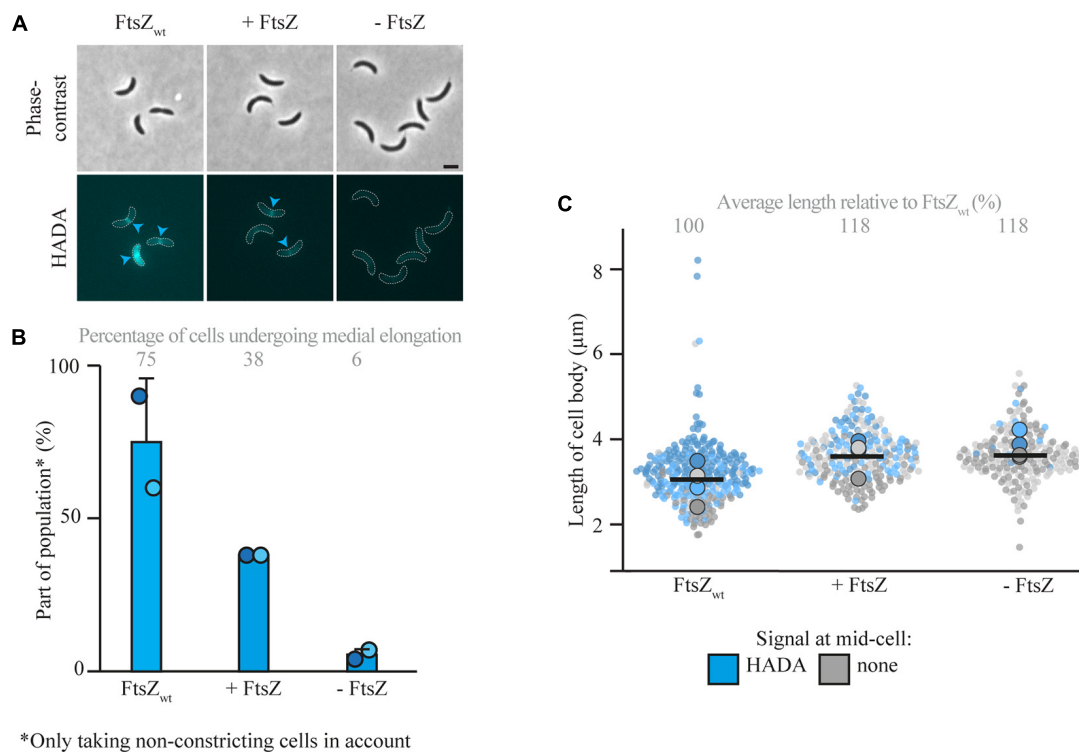 A
FtsZwt
+ FtsZ
- FtsZ
Phase-
contrast
HADA
B
Percentage of cells undergoing medial elongation
75
38
6
Part of population* (%)
100
50
0
FtsZwt
+ FtsZ
- FtsZ
*Only taking non-constricting cells in account
C
Average length relative to FtsZwt (%)
100
118
118
Length of cell body (µm)
8
6
4
2
FtsZwt
+ FtsZ
- FtsZ
Signal at mid-cell:
HADA
none